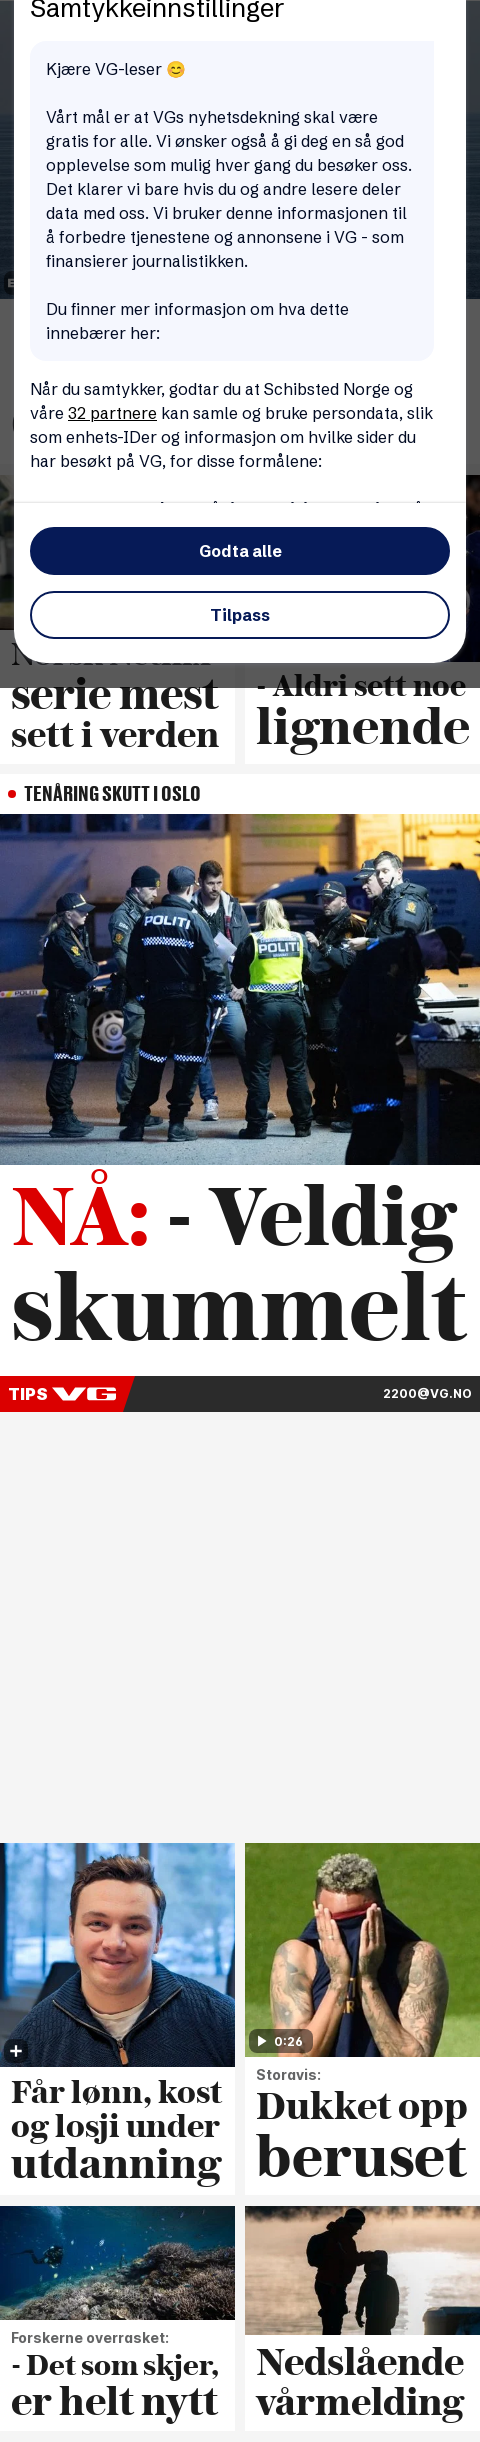 Samtykkeinnstillinger
Kjære VG-leser 😊
Vårt mål er at VGs nyhetsdekning skal være
gratis for alle. Vi ønsker også å gi deg en så god
opplevelse som mulig hver gang du besøker oss.
Det klarer vi bare hvis du og andre lesere deler
data med oss. Vi bruker denne informasjonen til
å forbedre tjenestene og annonsene i VG - som
finansierer journalistikken.
Du finner mer informasjon om hva dette
innebærer her:
Når du samtykker, godtar du at Schibsted Norge og
våre 32 partnere kan samle og bruke persondata, slik
som enhets-IDer og informasjon om hvilke sider du
har besøkt på VG, for disse formålene:
Godta alle
Tilpass
serie mest
sett i verden
- Aldri sett noe
lignende
TENÅRING SKUTT I OSLO
POLITI
POLITI
NÅ: - Veldig
skummelt
TIPS VG
2200@VG.NO
0:26
Får lønn, kost
og losji under
utdanning
Storavis:
Dukket opp
beruset
Forskerne overrasket:
- Det som skjer,
er helt nytt
Nedslående
vårmelding